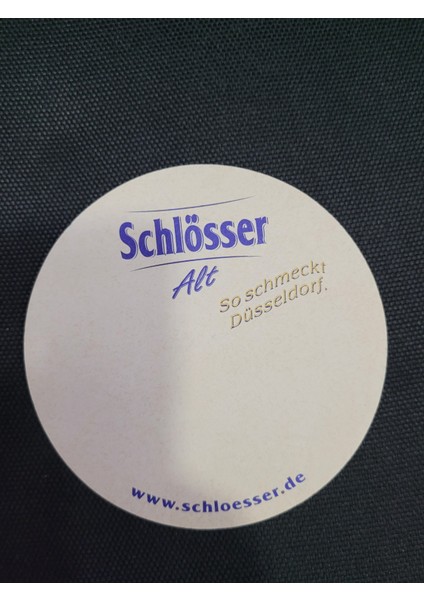 Schlösser
Alt
So schmeckt
Düsseldorf.
www.schloesser.de